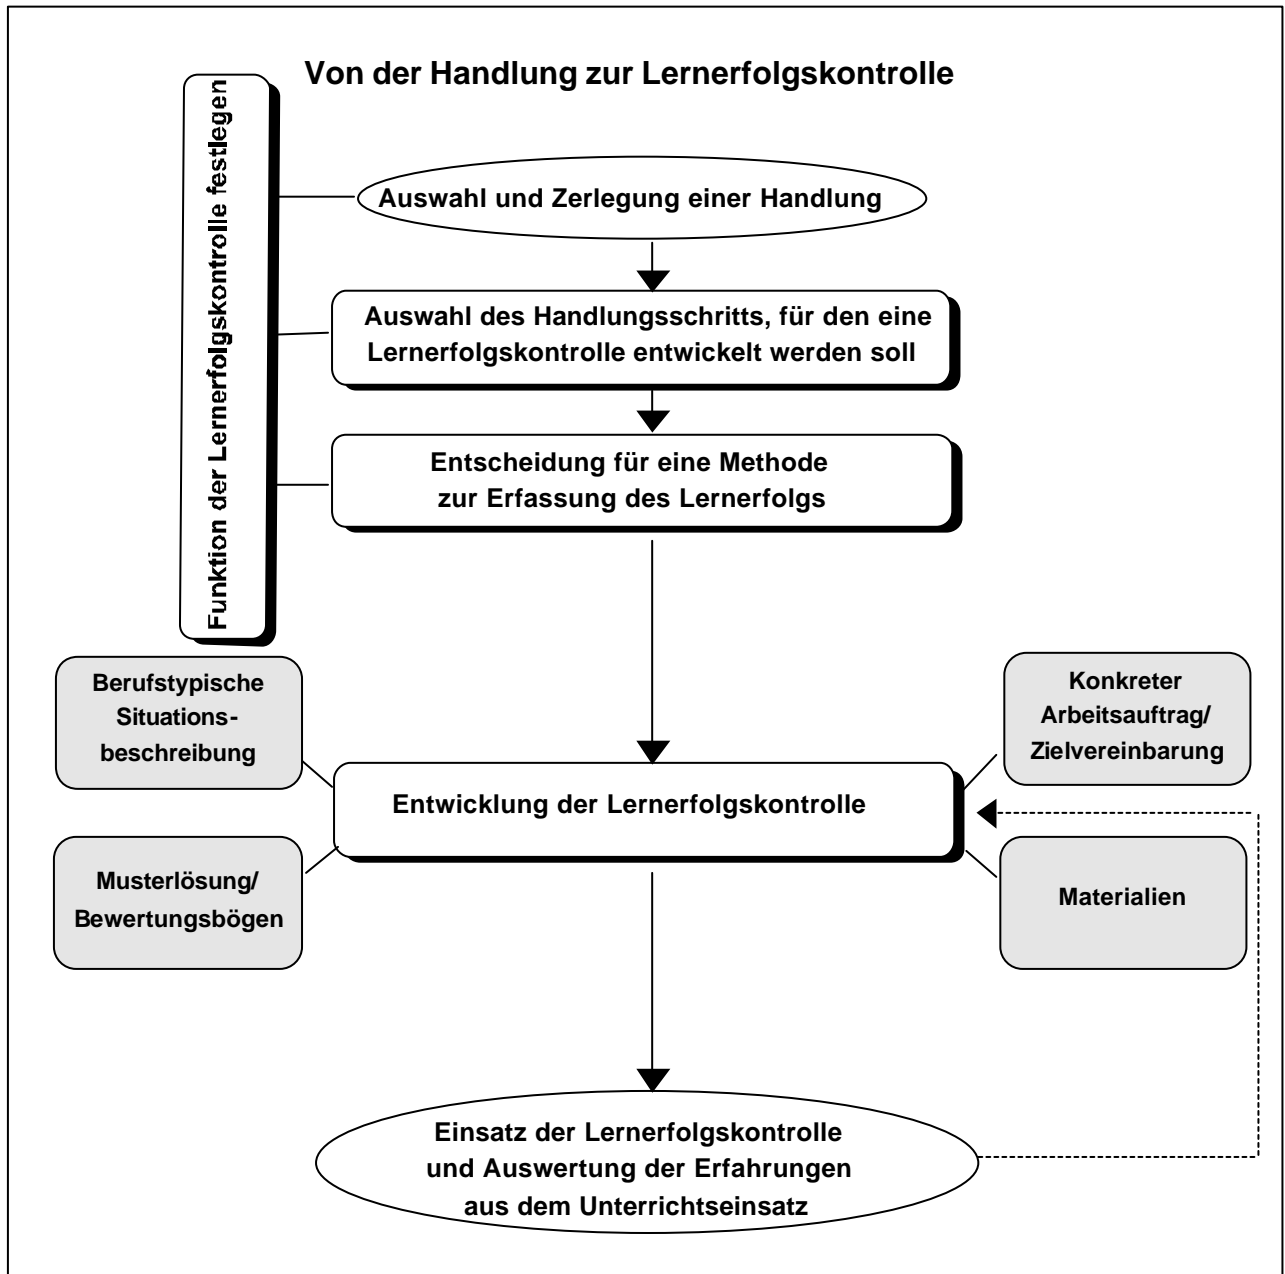 Von der Handlung zur Lernerfolgskontrolle
Funktion der Lernerfolgskontrolle festlegen
Auswahl und Zerlegung einer Handlung
Auswahl des Handlungsschritts, für den eine
Lernerfolgskontrolle entwickelt werden soll
Entscheidung für eine Methode
zur Erfassung des Lernerfolgs
Berufstypische
Situations-
beschreibung
Konkreter
Arbeitsauftrag/
Zielvereinbarung
Entwicklung der Lernerfolgskontrolle
Musterlösung/
Bewertungsbögen
Materialien
Einsatz der Lernerfolgskontrolle
und Auswertung der Erfahrungen
aus dem Unterrichtseinsatz